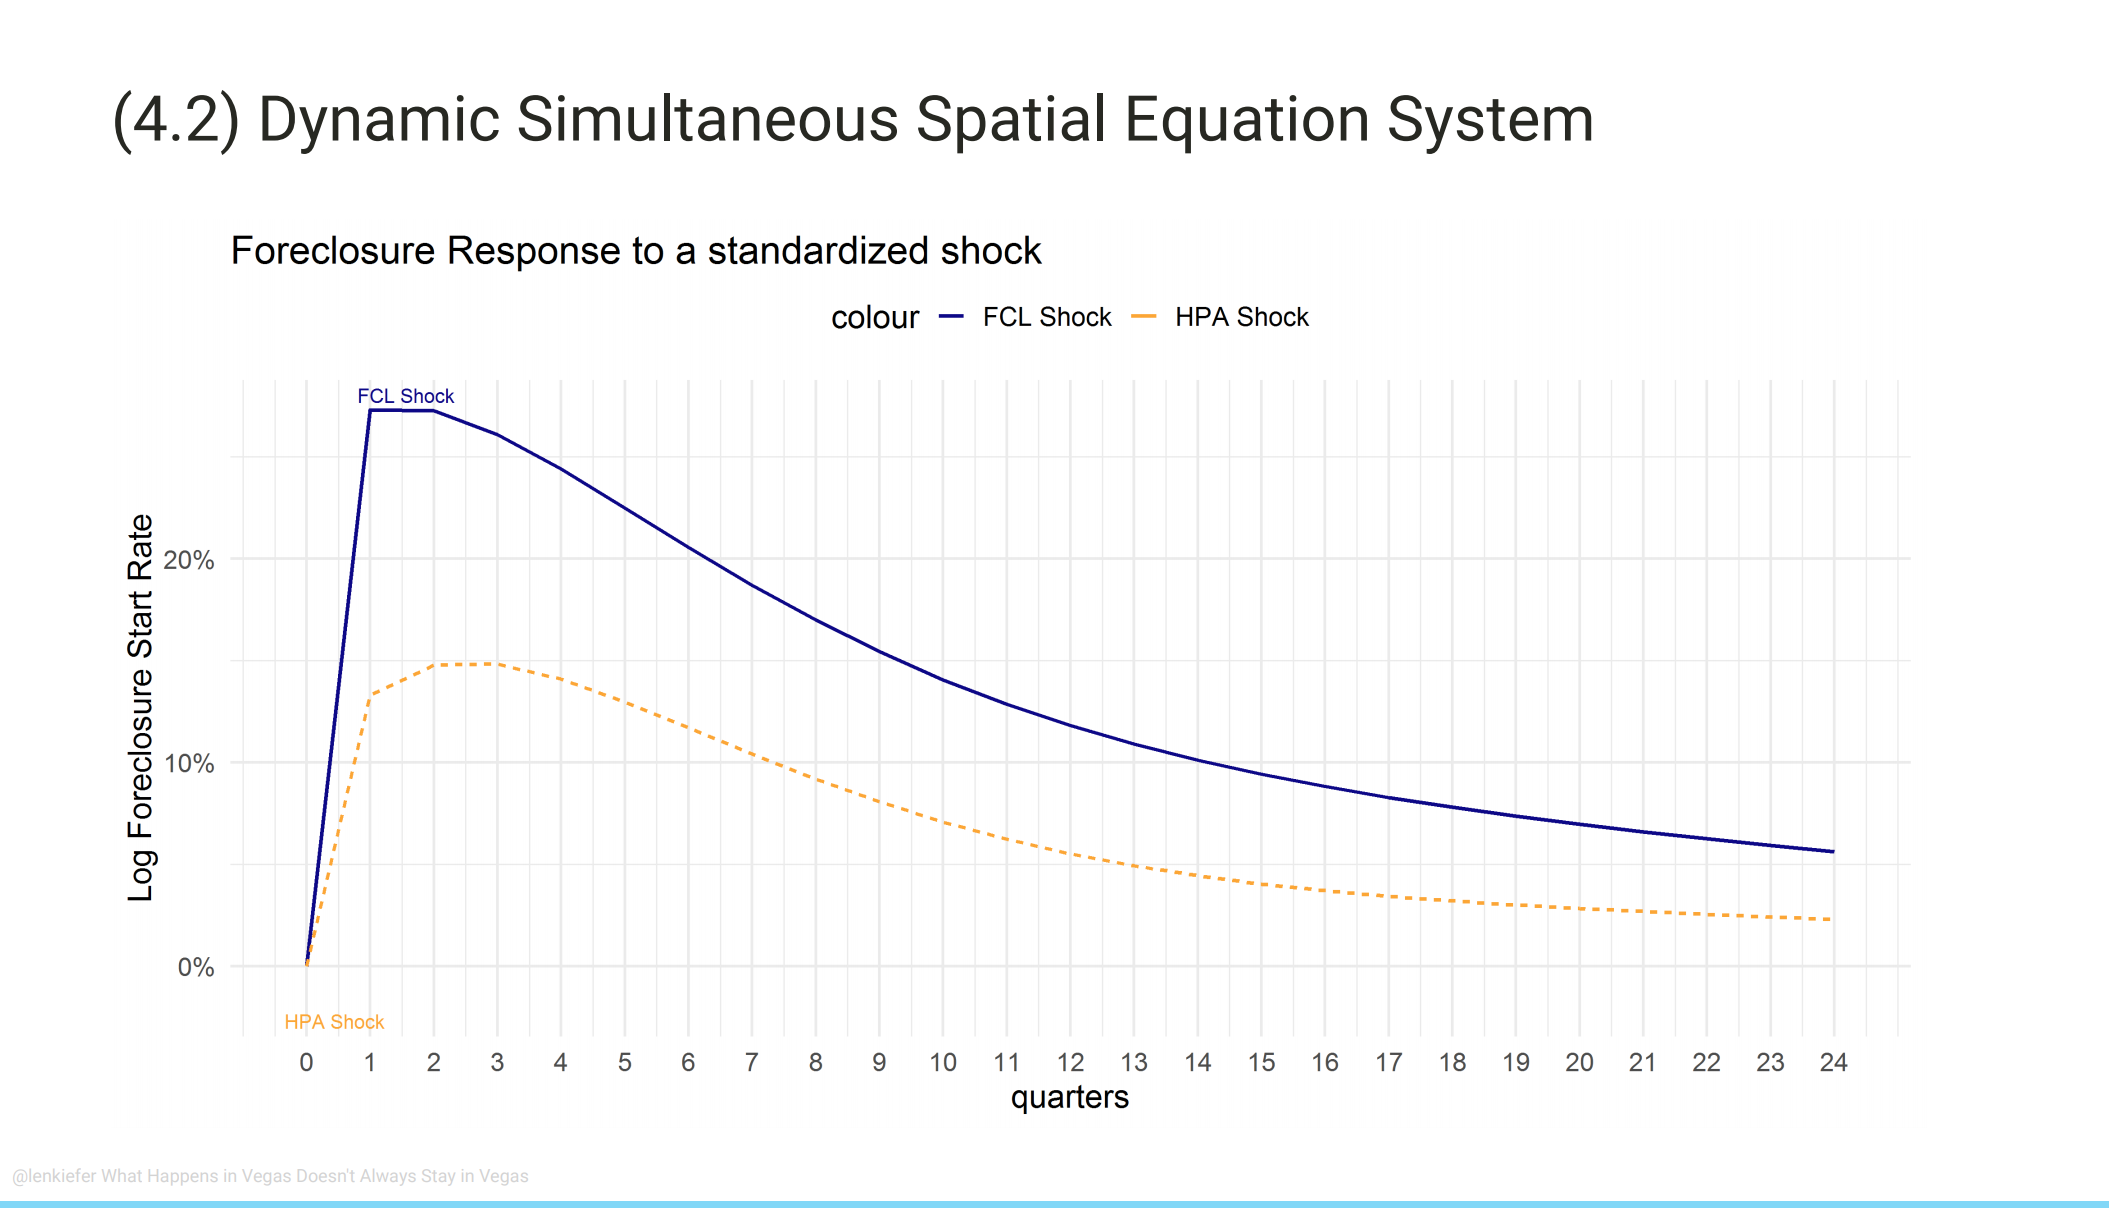 (4.2) Dynamic Simultaneous Spatial Equation System
Foreclosure Response to a standardized shock
colour FCL Shock HPA Shock
FCL Shock
Log Foreclosure Start Rate
20%
10%
0%
HPA Shock
0 1 2 3 4 5 6 7 8 9 10 11 12 13 14 15 16 17 18 19 20 21 22 23 24
quarters
@lenkiefer What Happens in Vegas Doesn't Always Stay in Vegas